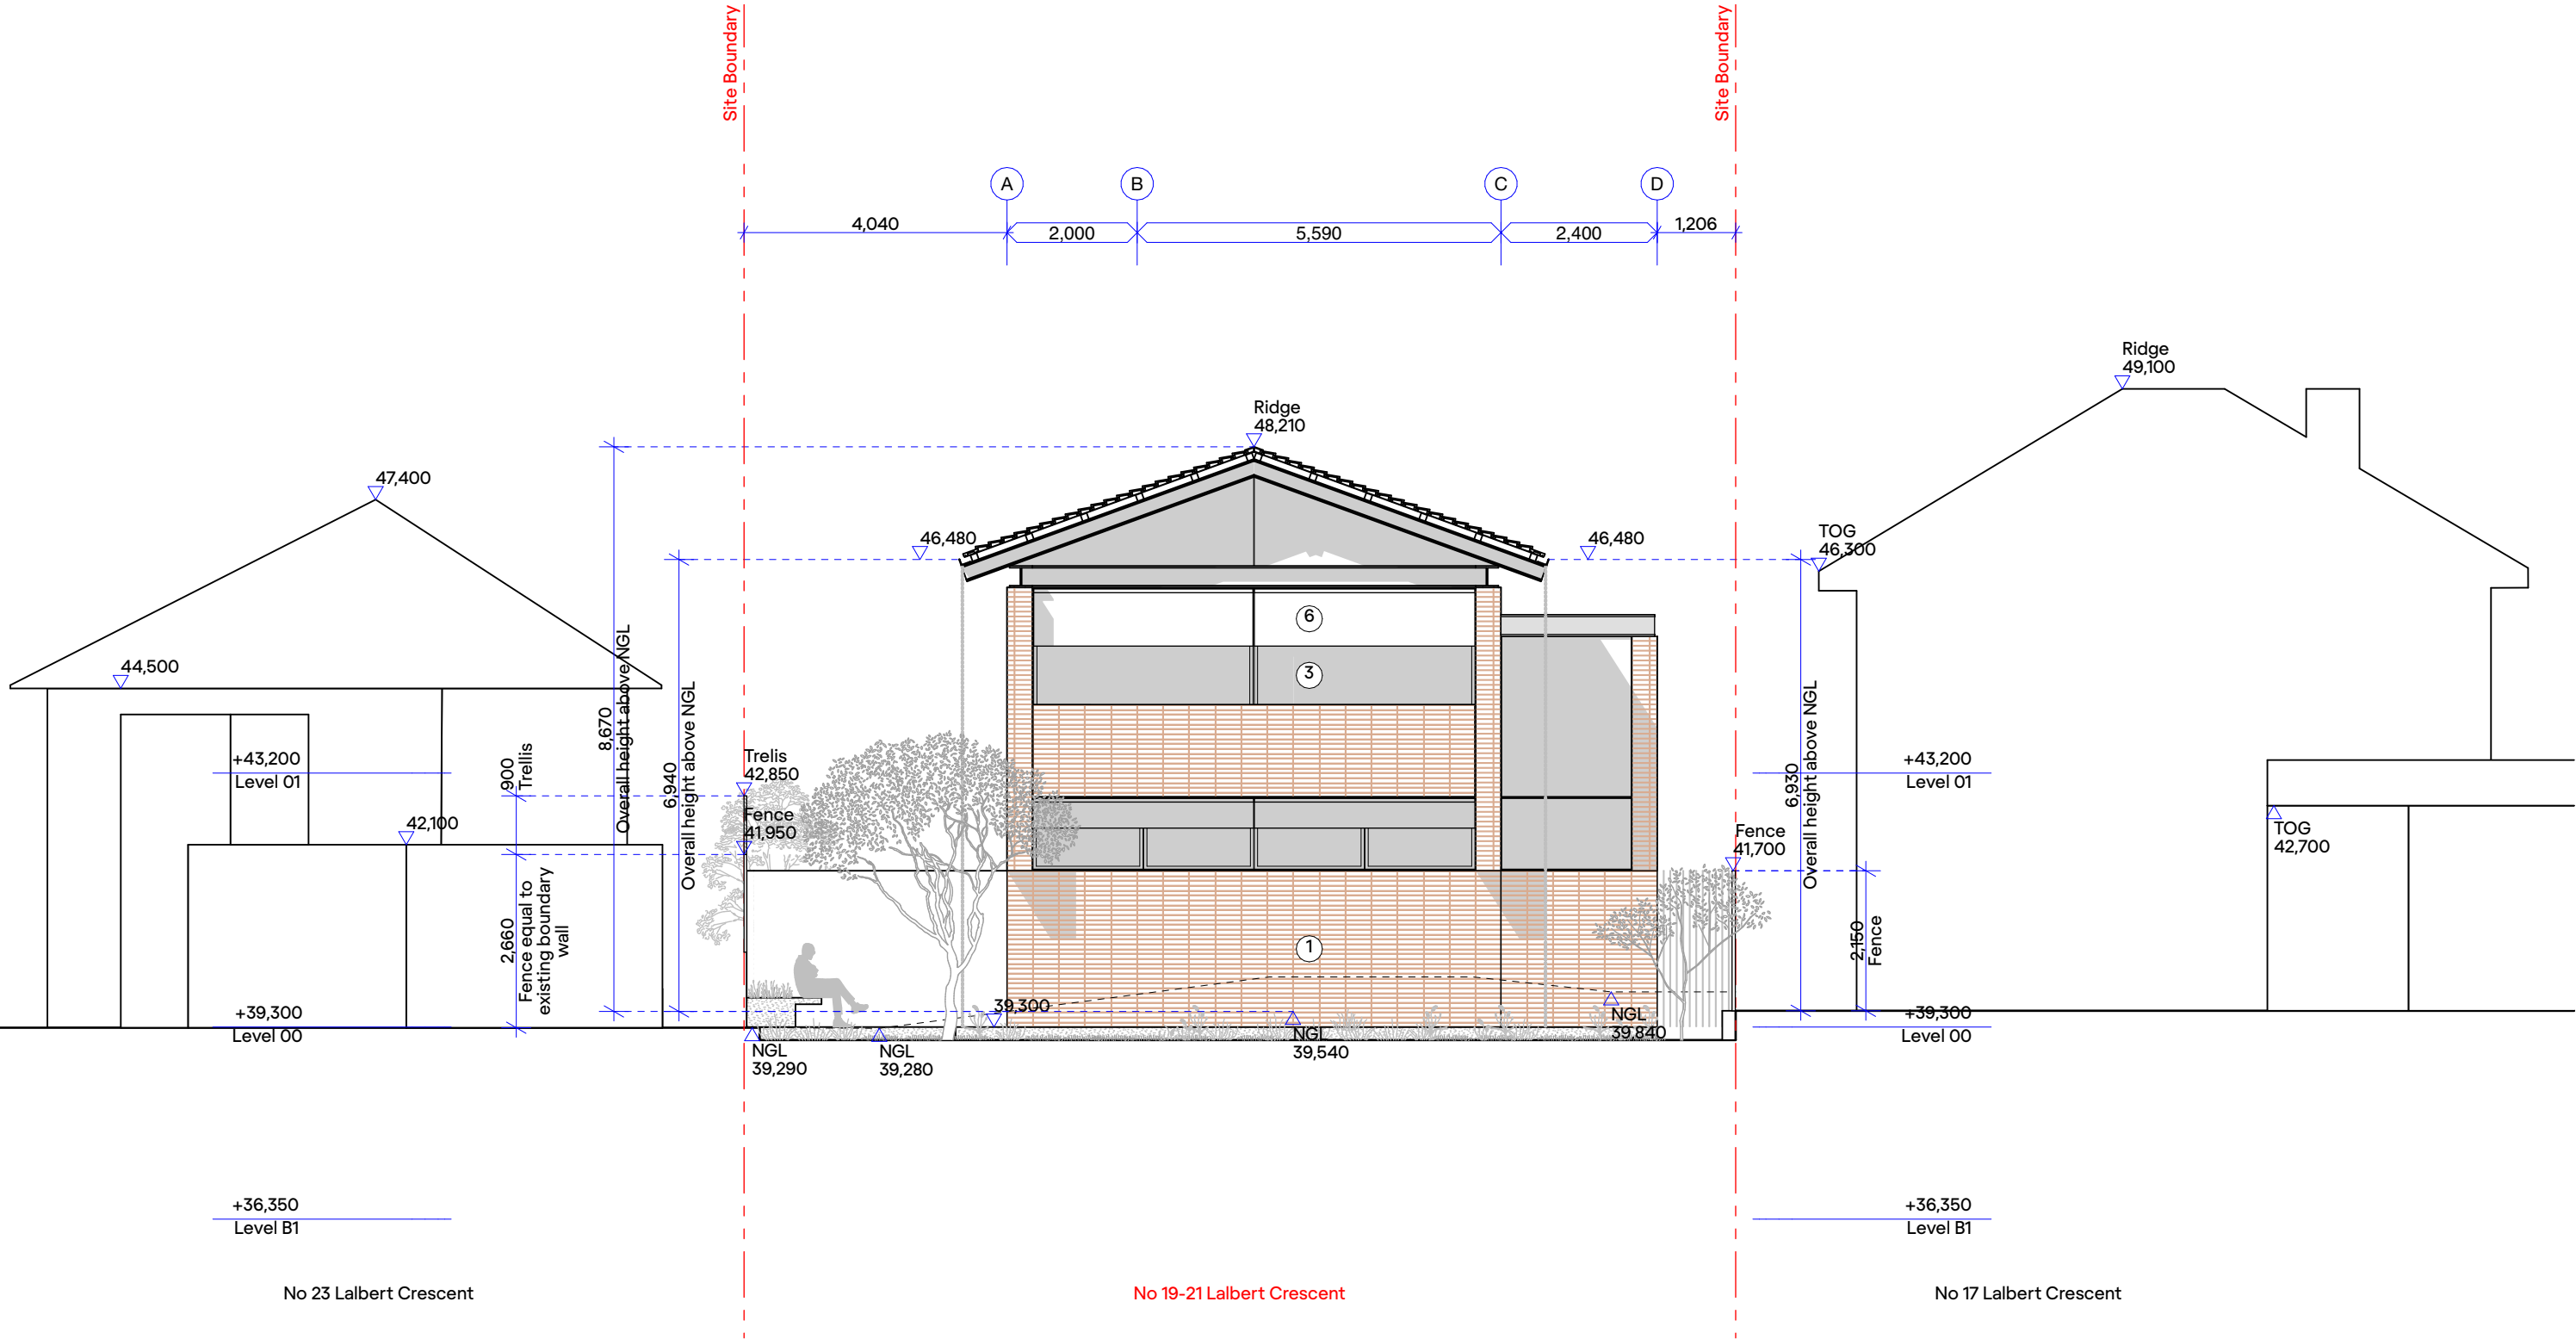 Site Boundary
Site Boundary
A
B
C
D
4,040
2,000
5,590
2,400
1,206
Ridge
49,100
Ridge
48,210
47,400
46,480
46,480
TOG
46,300
6
3
44,500
8,670
Overall height above NGL
6,940
Overall height above NGL
6,930
Overall height above NGL
900
Trellis
Trelis
42,850
+43,200
Level 01
+43,200
Level 01
Fence
41,950
42,100
Fence
41,700
TOG
42,700
2,660
Fence equal to
existing boundary
wall
2,150
Fence
1
39,300
+39,300
Level 00
+39,300
Level 00
NGL
39,290
NGL
39,280
NGL
39,540
NGL
39,840
+36,350
Level B1
+36,350
Level B1
No 23 Lalbert Crescent
No 19-21 Lalbert Crescent
No 17 Lalbert Crescent